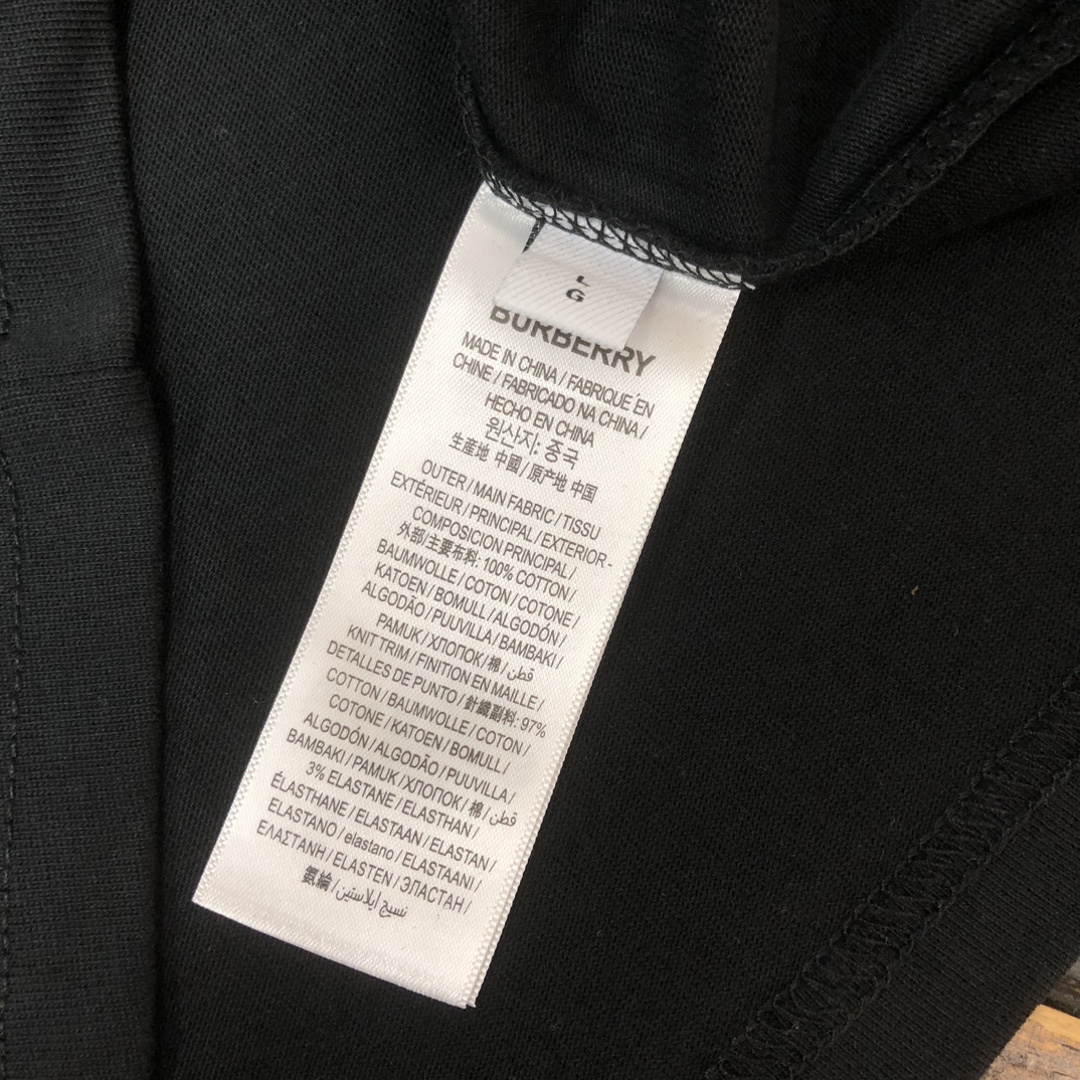 L
G
BURBERRY
MADE IN CHINA / FABRIQUÉ EN
CHINE / FABRICADO NA CHINA /
HECHO EN CHINA
원산지: 중국
生産地 中國 / 原产地 中国
OUTER / MAIN FABRIC / TISSU
EXTÉRIEUR / PRINCIPAL / EXTERIOR-
COMPOSICION PRINCIPAL /
外部/主要布料: 100% COTTON /
BAUMWOLLE / COTON / COTONE /
KATOEN / BOMULL / ALGODÓN /
ALGODÃO / PUUVILLA / BAMBAKI /
PAMUK / ХЛОПОК / 棉 / قطن /
KNIT TRIM / FINITION EN MAILLE /
DETALLES DE PUNTO / 針織副料: 97%
COTTON / BAUMWOLLE / COTON /
COTONE / KATOEN / BOMULL /
ALGODÓN / ALGODÃO / PUUVILLA /
BAMBAKI / PAMUK / ХЛОПОК / 棉 / قطن /
3% ELASTANE / ELASTHAN /
ÉLASTHANE / ELASTAAN / ELASTAN /
ELASTANO / elastano / ELASTAANI /
ΕΛΑΣΤΑΝΗ / ELASTEN / ЭЛАСТАН /
氨綸 / نسيج إيلاستين